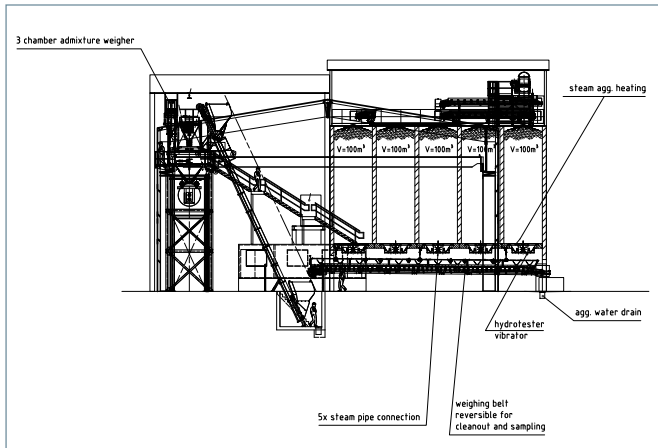 3 chamber admixture weigher
steam agg. heating
V=100m³ V=100m³ V=100m³ V=100m³ V=100m³
agg. water drain
hydrotester
vibrator
weighing belt
reversible for
cleanout and sampling
5x steam pipe connection